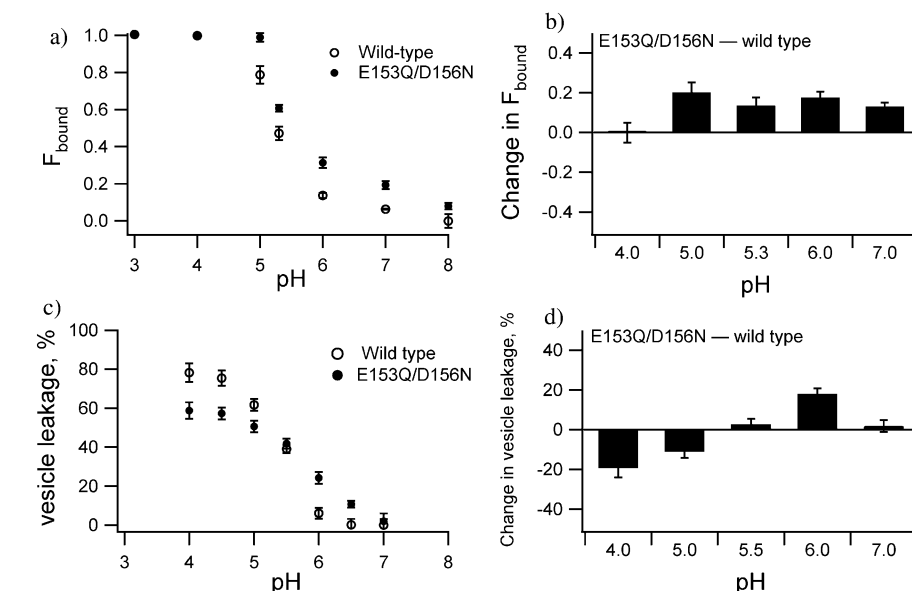 a)
1.0
0.8
0.6
0.4
0.2
0.0
F_bound
Wild-type
E153Q/D156N
3 4 5 6 7 8
pH
b)
E153Q/D156N — wild type
0.4
0.2
0.0
-0.2
-0.4
Change in F_bound
4.0 5.0 5.3 6.0 7.0
pH
c)
100
80
60
40
20
0
vesicle leakage, %
Wild type
E153Q/D156N
3 4 5 6 7 8
pH
d)
E153Q/D156N — wild type
40
20
0
-20
-40
Change in vesicle leakage, %
4.0 5.0 5.5 6.0 7.0
pH